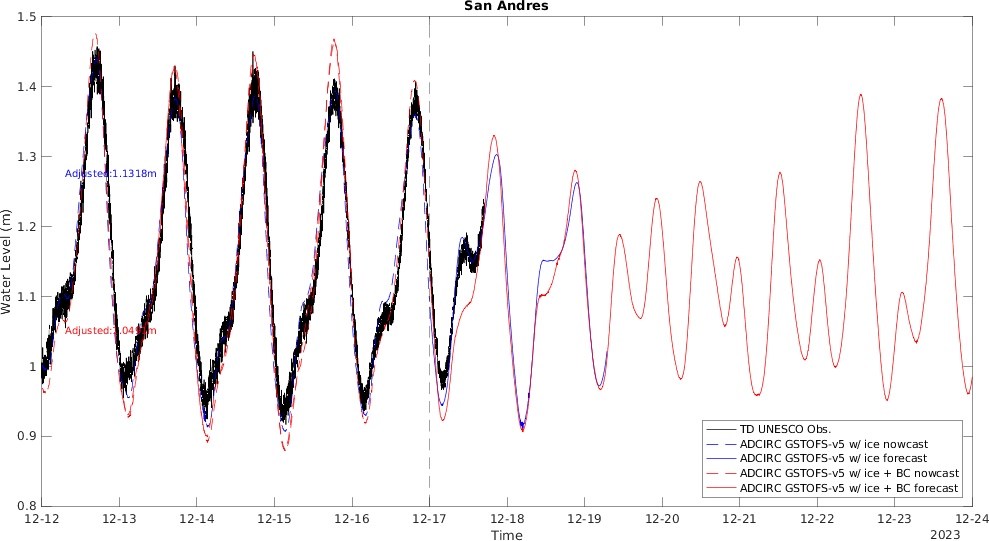 San Andres
1.5
1.4
1.3
1.2
1.1
1
0.9
0.8
Water Level (m)
Adjusted:1.1318m
12-12
12-13
12-14
12-15
12-16
12-17
12-18
12-19
12-20
12-21
12-22
12-23
12-24
Time
2023
TD UNESCO Obs.
ADCIRC GSTOFS-v5 w/ ice nowcast
ADCIRC GSTOFS-v5 w/ ice forecast
ADCIRC GSTOFS-v5 w/ ice + BC nowcast
ADCIRC GSTOFS-v5 w/ ice + BC forecast